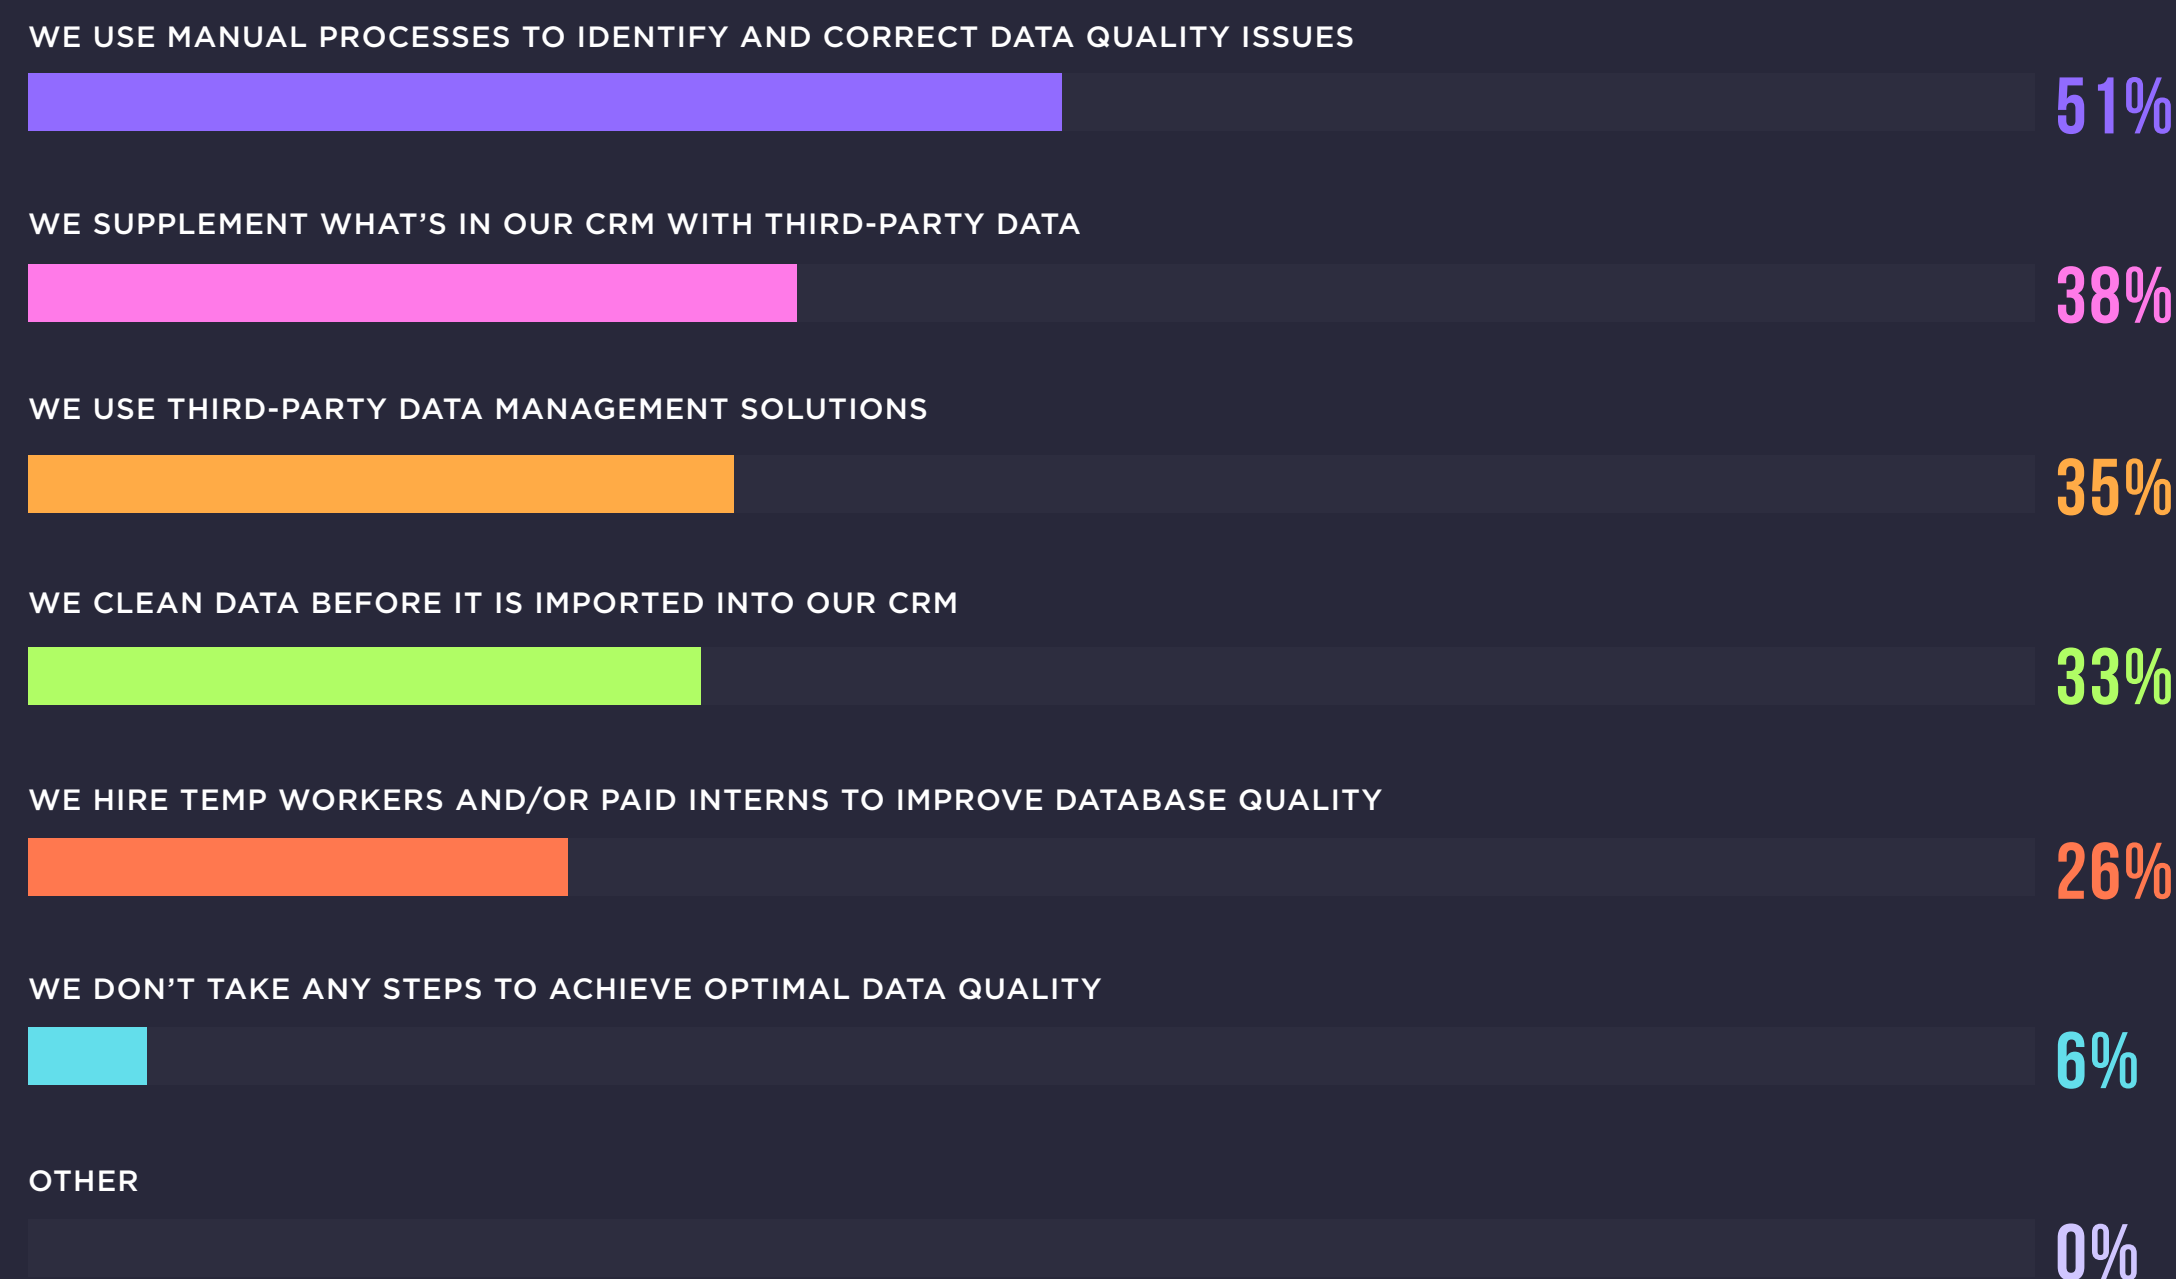 WE USE MANUAL PROCESSES TO IDENTIFY AND CORRECT DATA QUALITY ISSUES
51%
WE SUPPLEMENT WHAT’S IN OUR CRM WITH THIRD-PARTY DATA
38%
WE USE THIRD-PARTY DATA MANAGEMENT SOLUTIONS
35%
WE CLEAN DATA BEFORE IT IS IMPORTED INTO OUR CRM
33%
WE HIRE TEMP WORKERS AND/OR PAID INTERNS TO IMPROVE DATABASE QUALITY
26%
WE DON’T TAKE ANY STEPS TO ACHIEVE OPTIMAL DATA QUALITY
6%
OTHER
0%